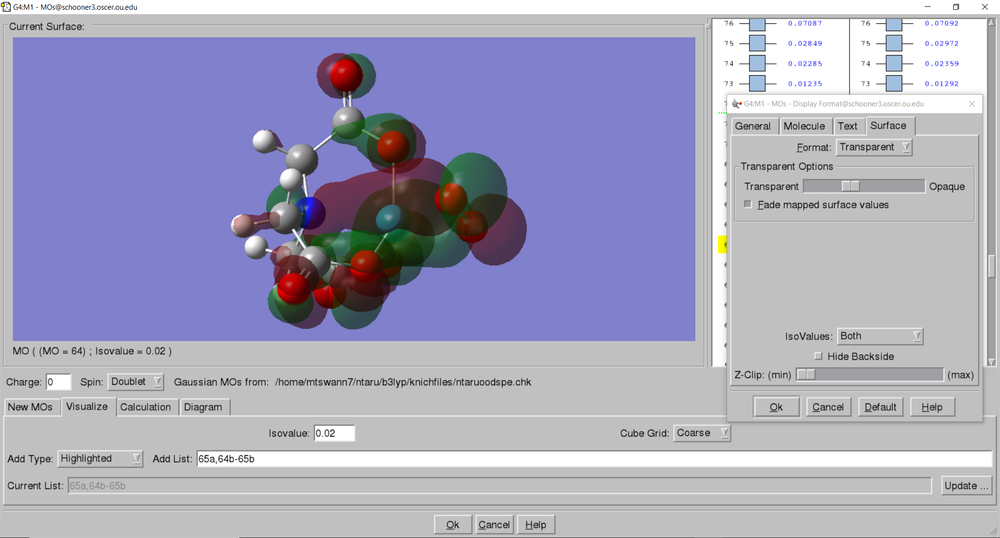 G4:M1 - MOs@schooner3.oscer.ou.edu
Current Surface:
76 0.07087 76 0.07092
75 0.02849 75 0.02972
74 0.02285 74 0.02359
73 0.01235 73 0.01292
G4:M1 - MOs - Display Format@schooner3.oscer.ou.edu
General Molecule Text Surface
Format: Transparent
Transparent Options
Transparent Opaque
Fade mapped surface values
IsoValues: Both
Hide Backside
Z-Clip: (min) (max)
Ok Cancel Default Help
MO ( (MO = 64) ; Isovalue = 0.02 )
Charge: 0 Spin: Doublet Gaussian MOs from: /home/mtswann7/ntaru/b3lyp/knichfiles/ntaruoodspe.chk
New MOs Visualize Calculation Diagram
Isovalue: 0.02 Cube Grid: Coarse
Add Type: Highlighted Add List: 65a,64b-65b
Current List: 65a,64b-65b Update ...
Ok Cancel Help